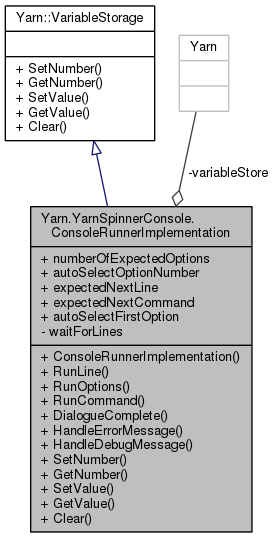 Yarn::VariableStorage
+ SetNumber()
+ GetNumber()
+ SetValue()
+ GetValue()
+ Clear()
Yarn
-variableStore
Yarn.YarnSpinnerConsole.
ConsoleRunnerImplementation
+ numberOfExpectedOptions
+ autoSelectOptionNumber
+ expectedNextLine
+ expectedNextCommand
+ autoSelectFirstOption
- waitForLines
+ ConsoleRunnerImplementation()
+ RunLine()
+ RunOptions()
+ RunCommand()
+ DialogueComplete()
+ HandleErrorMessage()
+ HandleDebugMessage()
+ SetNumber()
+ GetNumber()
+ SetValue()
+ GetValue()
+ Clear()